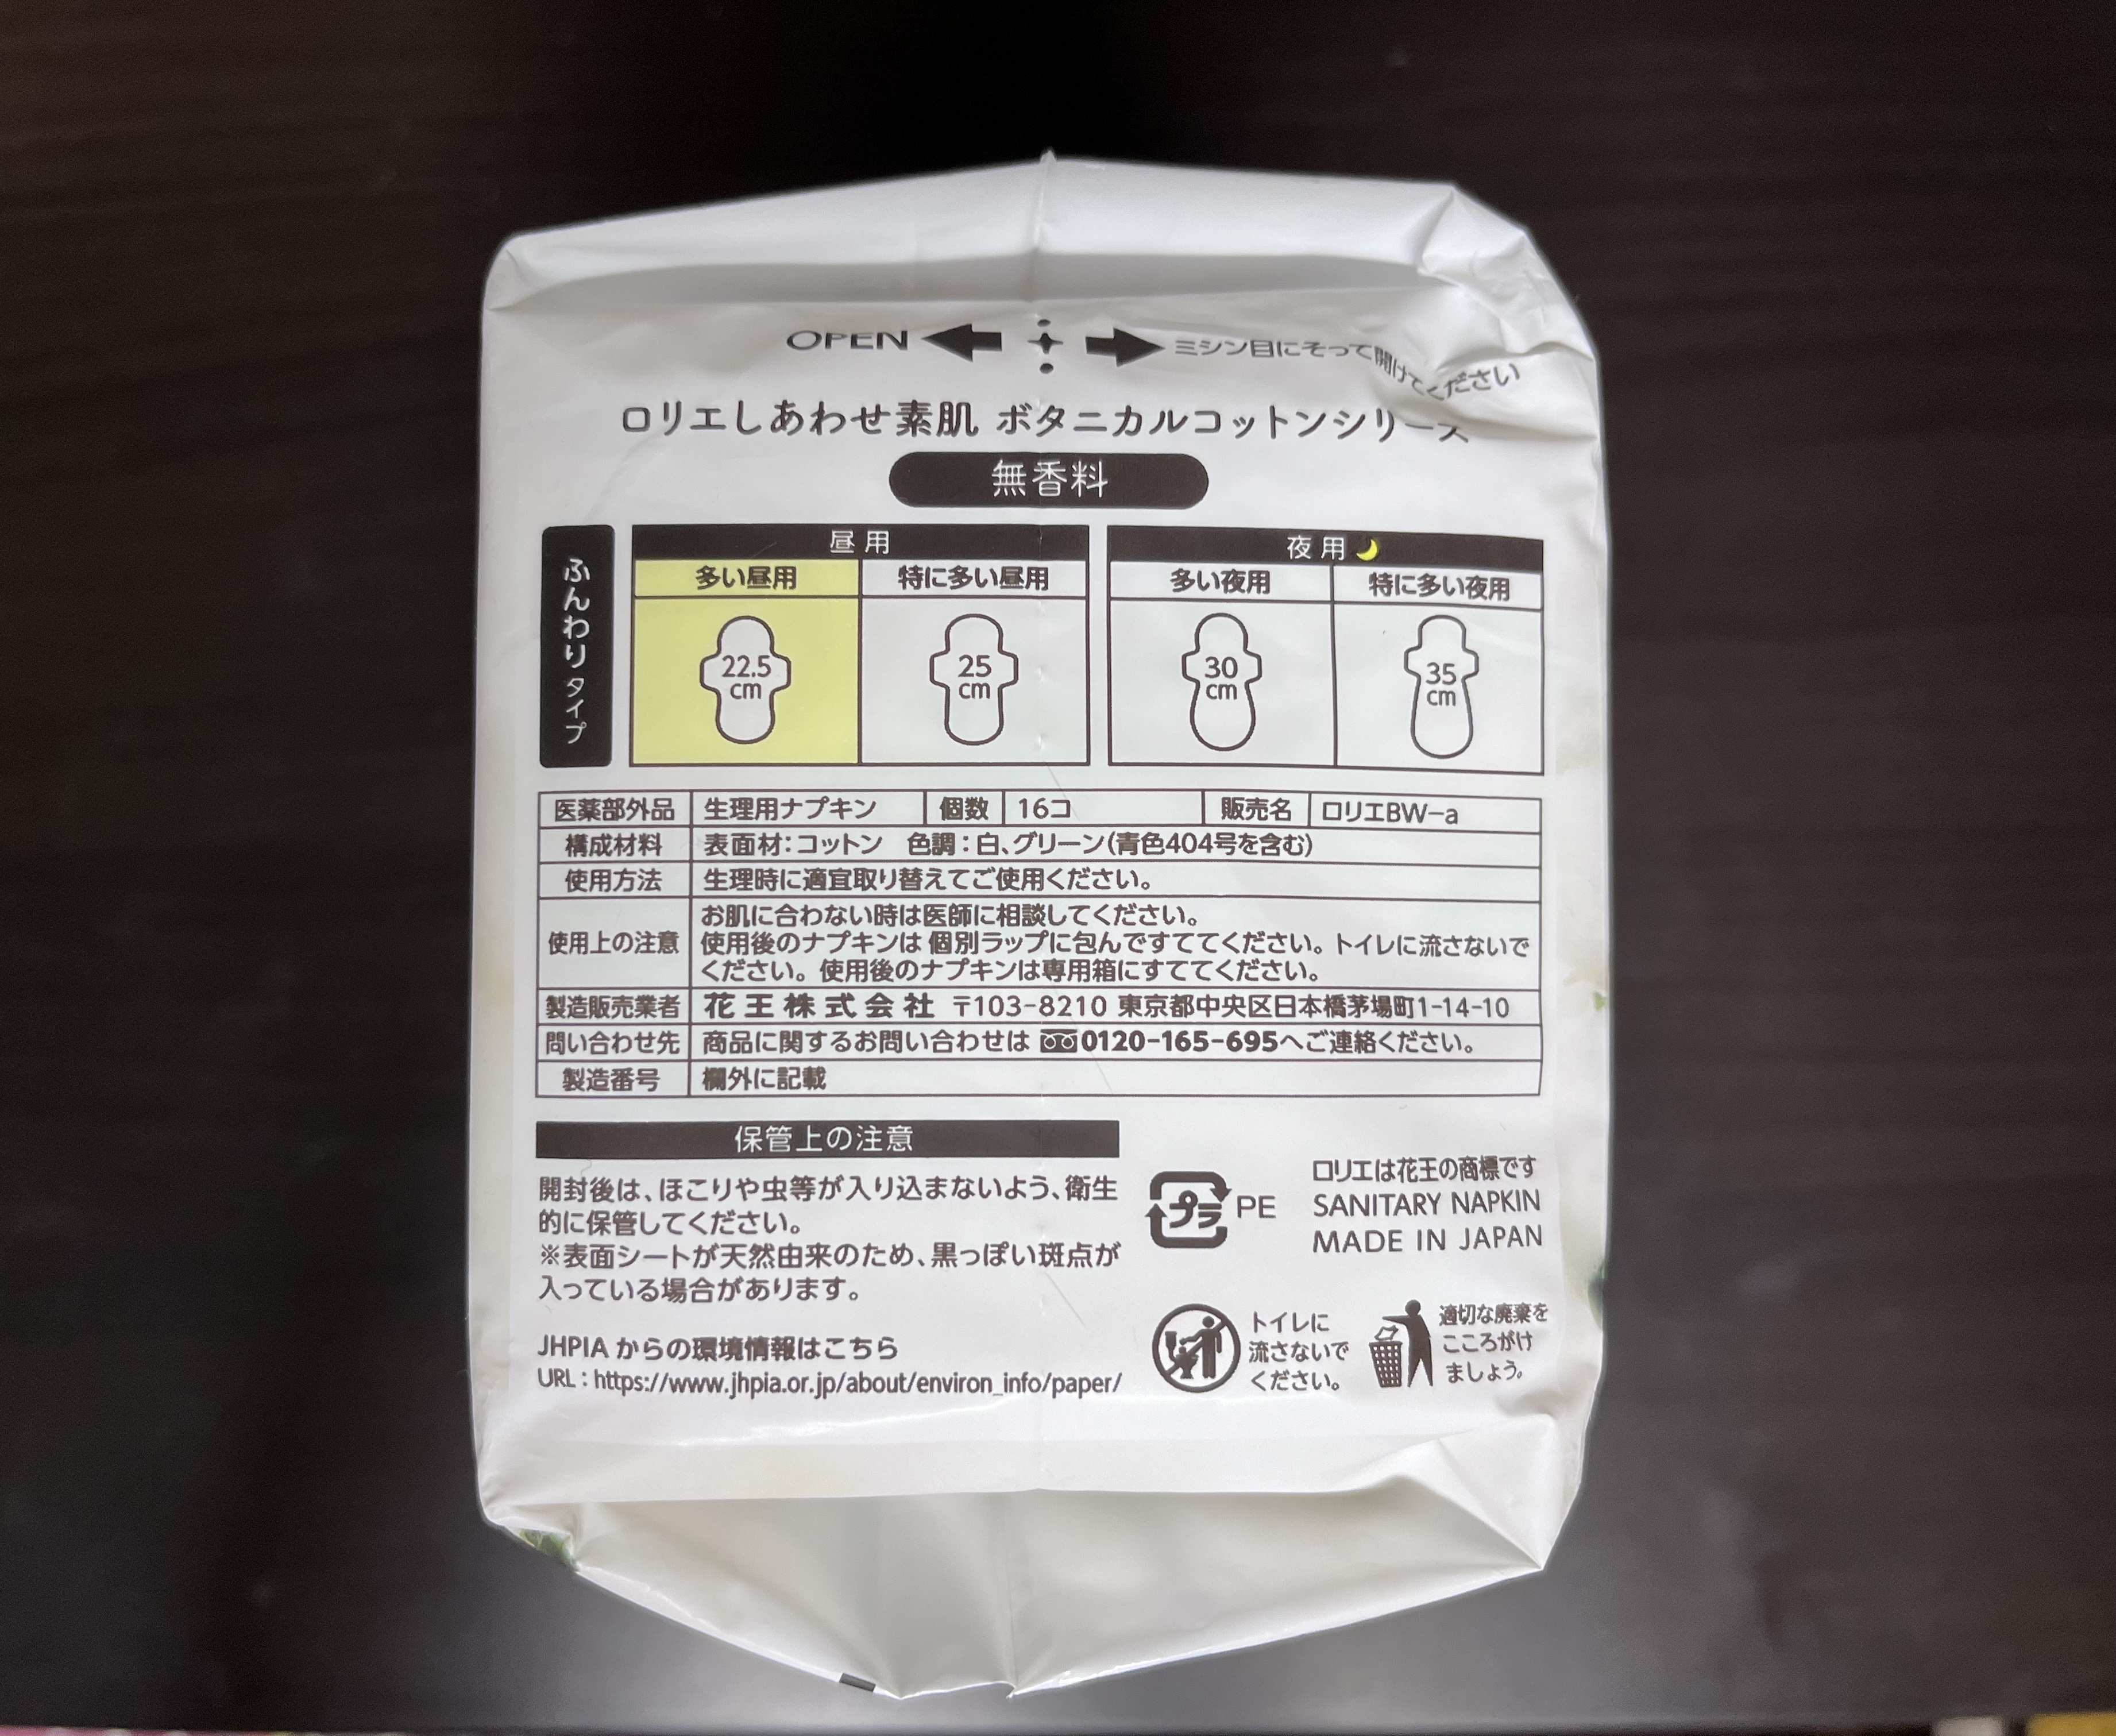 OPEN ミシン目にそって開けてください
ロリエしあわせ素肌 ボタニカルコットンシリーズ
無香料
ふんわりタイプ
昼用
夜用
多い昼用
特に多い昼用
多い夜用
特に多い夜用
22.5
cm
25
cm
30
cm
35
cm
医薬部外品 生理用ナプキン 個数 16コ 販売名 ロリエBW-a
構成材料 表面材:コットン 色調:白、グリーン(青色404号を含む)
使用方法 生理時に適宜取り替えてご使用ください。
使用上の注意 お肌に合わない時は医師に相談してください。
使用後のナプキンは個別ラップに包んですててください。トイレに流さないで
ください。使用後のナプキンは専用箱にすててください。
製造販売業者 花王株式会社 〒103-8210 東京都中央区日本橋茅場町1-14-10
問い合わせ先 商品に関するお問い合わせは 0120-165-695へご連絡ください。
製造番号 欄外に記載
保管上の注意
開封後は、ほこりや虫等が入り込まないよう、衛生
的に保管してください。
※表面シートが天然由来のため、黒っぽい斑点が
入っている場合があります。
JHPIA からの環境情報はこちら
URL:https://www.jhpia.or.jp/about/environ_info/paper/
プラ PE
ロリエは花王の商標です
SANITARY NAPKIN
MADE IN JAPAN
トイレに
流さないで
ください。
適切な廃棄を
こころがけ
ましょう。